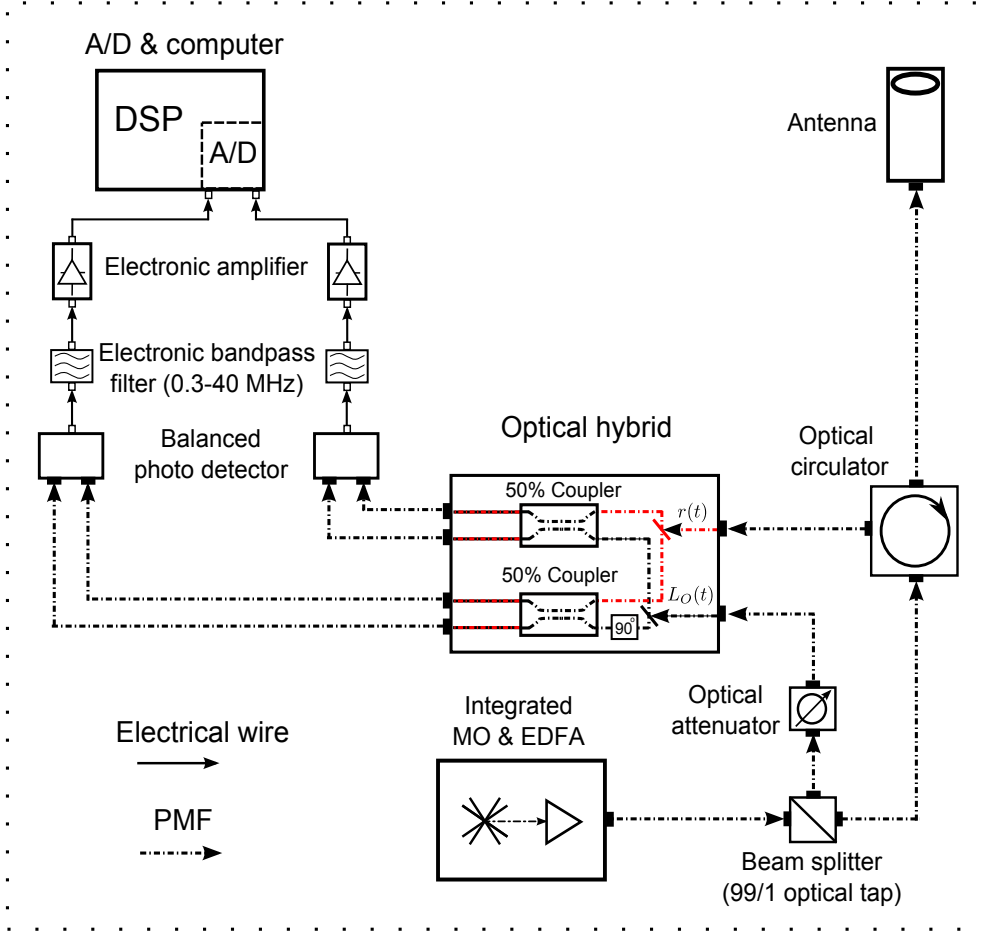 A/D & computer
DSP
A/D
Antenna
Electronic amplifier
Electronic bandpass
filter (0.3-40 MHz)
Balanced
photo detector
Optical hybrid
Optical
circulator
50% Coupler
r(t)
50% Coupler
L_O(t)
90°
Integrated
MO & EDFA
Optical
attenuator
Electrical wire
PMF
Beam splitter
(99/1 optical tap)